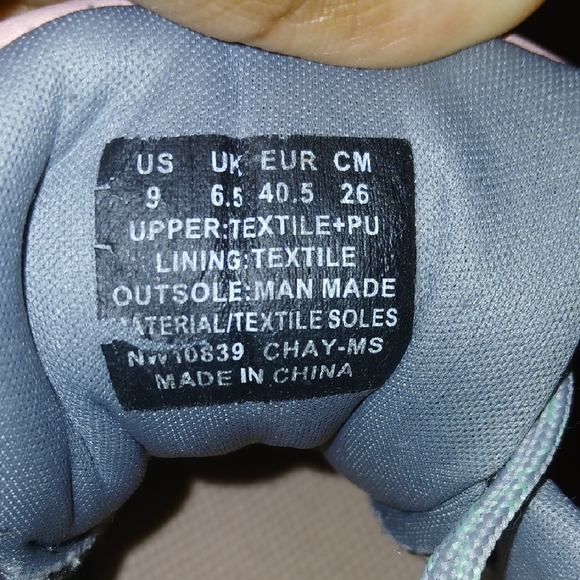 US UK EUR CM
9 6.5 40.5 26
UPPER:TEXTILE+PU
LINING:TEXTILE
OUTSOLE:MAN MADE
MATERIAL/TEXTILE SOLES
NW10839 CHAY-MS
MADE IN CHINA